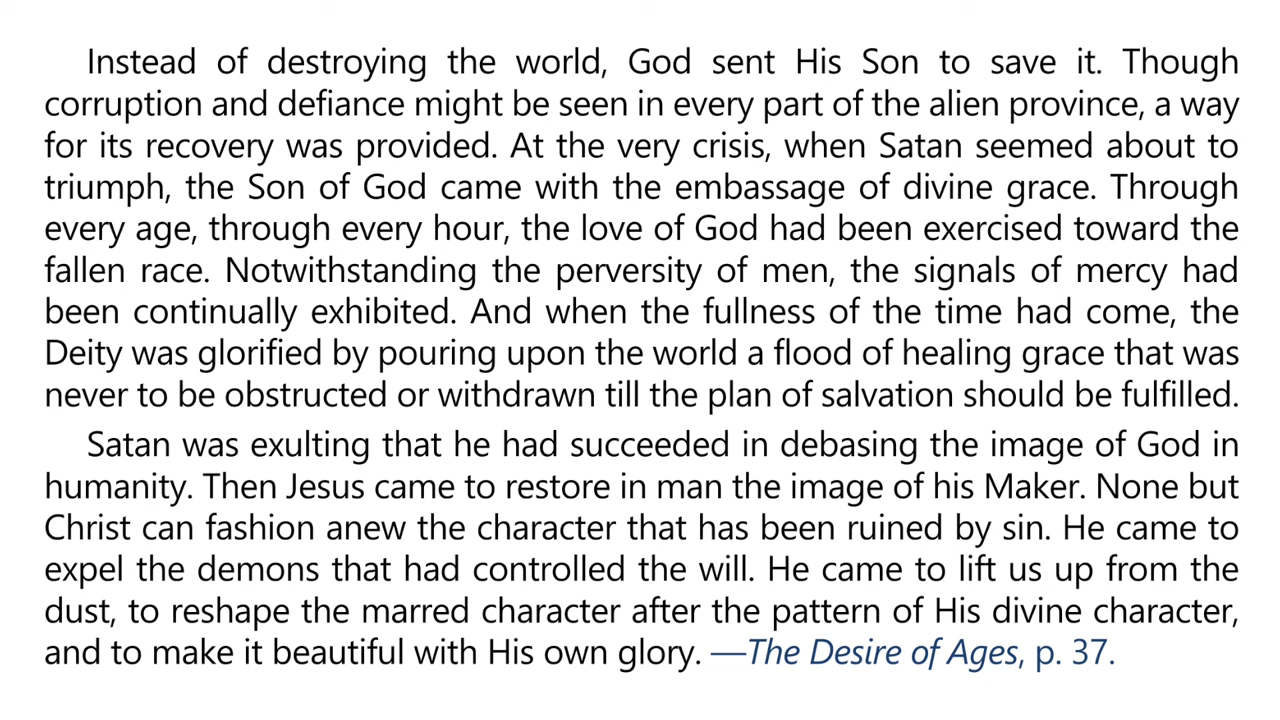 Instead of destroying the world, God sent His Son to save it. Though
corruption and defiance might be seen in every part of the alien province, a way
for its recovery was provided. At the very crisis, when Satan seemed about to
triumph, the Son of God came with the embassage of divine grace. Through
every age, through every hour, the love of God had been exercised toward the
fallen race. Notwithstanding the perversity of men, the signals of mercy had
been continually exhibited. And when the fullness of the time had come, the
Deity was glorified by pouring upon the world a flood of healing grace that was
never to be obstructed or withdrawn till the plan of salvation should be fulfilled.
Satan was exulting that he had succeeded in debasing the image of God in
humanity. Then Jesus came to restore in man the image of his Maker. None but
Christ can fashion anew the character that has been ruined by sin. He came to
expel the demons that had controlled the will. He came to lift us up from the
dust, to reshape the marred character after the pattern of His divine character,
and to make it beautiful with His own glory. —The Desire of Ages, p. 37.